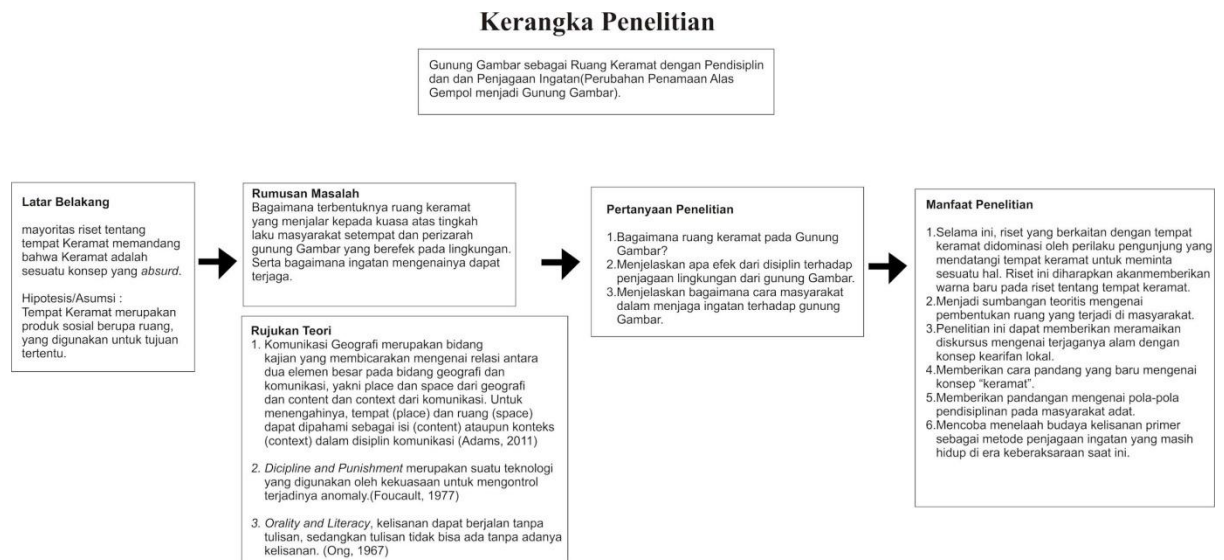 Kerangka Penelitian
Gunung Gambar sebagai Ruang Keramat dengan Pendisiplin
dan dan Penjagaan Ingatan(Perubahan Penamaan Alas
Gempol menjadi Gunung Gambar).
Latar Belakang
mayoritas riset tentang
tempat Keramat memandang
bahwa Keramat adalah
sesuatu konsep yang absurd.
Hipotesis/Asumsi :
Tempat Keramat merupakan
produk sosial berupa ruang,
yang digunakan untuk tujuan
tertentu.
Rumusan Masalah
Bagaimana terbentuknya ruang keramat
yang menjalar kepada kuasa atas tingkah
laku masyarakat setempat dan perizarah
gunung Gambar yang berefek pada lingkungan.
Serta bagaimana ingatan mengenainya dapat
terjaga.
Rujukan Teori
1. Komunikasi Geografi merupakan bidang
kajian yang membicarakan mengenai relasi antara
dua elemen besar pada bidang geografi dan
komunikasi, yakni place dan space dari geografi
dan content dan context dari komunikasi. Untuk
menengahinya, tempat (place) dan ruang (space)
dapat dipahami sebagai isi (content) ataupun konteks
(context) dalam disiplin komunikasi (Adams, 2011)
2. Dicipline and Punishment merupakan suatu teknologi
yang digunakan oleh kekuasaan untuk mengontrol
terjadinya anomaly.(Foucault, 1977)
3. Orality and Literacy, kelisanan dapat berjalan tanpa
tulisan, sedangkan tulisan tidak bisa ada tanpa adanya
kelisanan. (Ong, 1967)
Pertanyaan Penelitian
1.Bagaimana ruang keramat pada Gunung
Gambar?
2.Menjelaskan apa efek dari disiplin terhadap
penjagaan lingkungan dari gunung Gambar.
3.Menjelaskan bagaimana cara masyarakat
dalam menjaga ingatan terhadap gunung
Gambar.
Manfaat Penelitian
1.Selama ini, riset yang berkaitan dengan tempat
keramat didominasi oleh perilaku pengunjung yang
mendatangi tempat keramat untuk meminta
sesuatu hal. Riset ini diharapkan akanmemberikan
warna baru pada riset tentang tempat keramat.
2.Menjadi sumbangan teoritis mengenai
pembentukan ruang yang terjadi di masyarakat.
3.Penelitian ini dapat memberikan meramaikan
diskursus mengenai terjaganya alam dengan
konsep kearifan lokal.
4.Memberikan cara pandang yang baru mengenai
konsep “keramat”.
5.Memberikan pandangan mengenai pola-pola
pendisiplinan pada masyarakat adat.
6.Mencoba menelaah budaya kelisanan primer
sebagai metode penjagaan ingatan yang masih
hidup di era keberaksaraan saat ini.